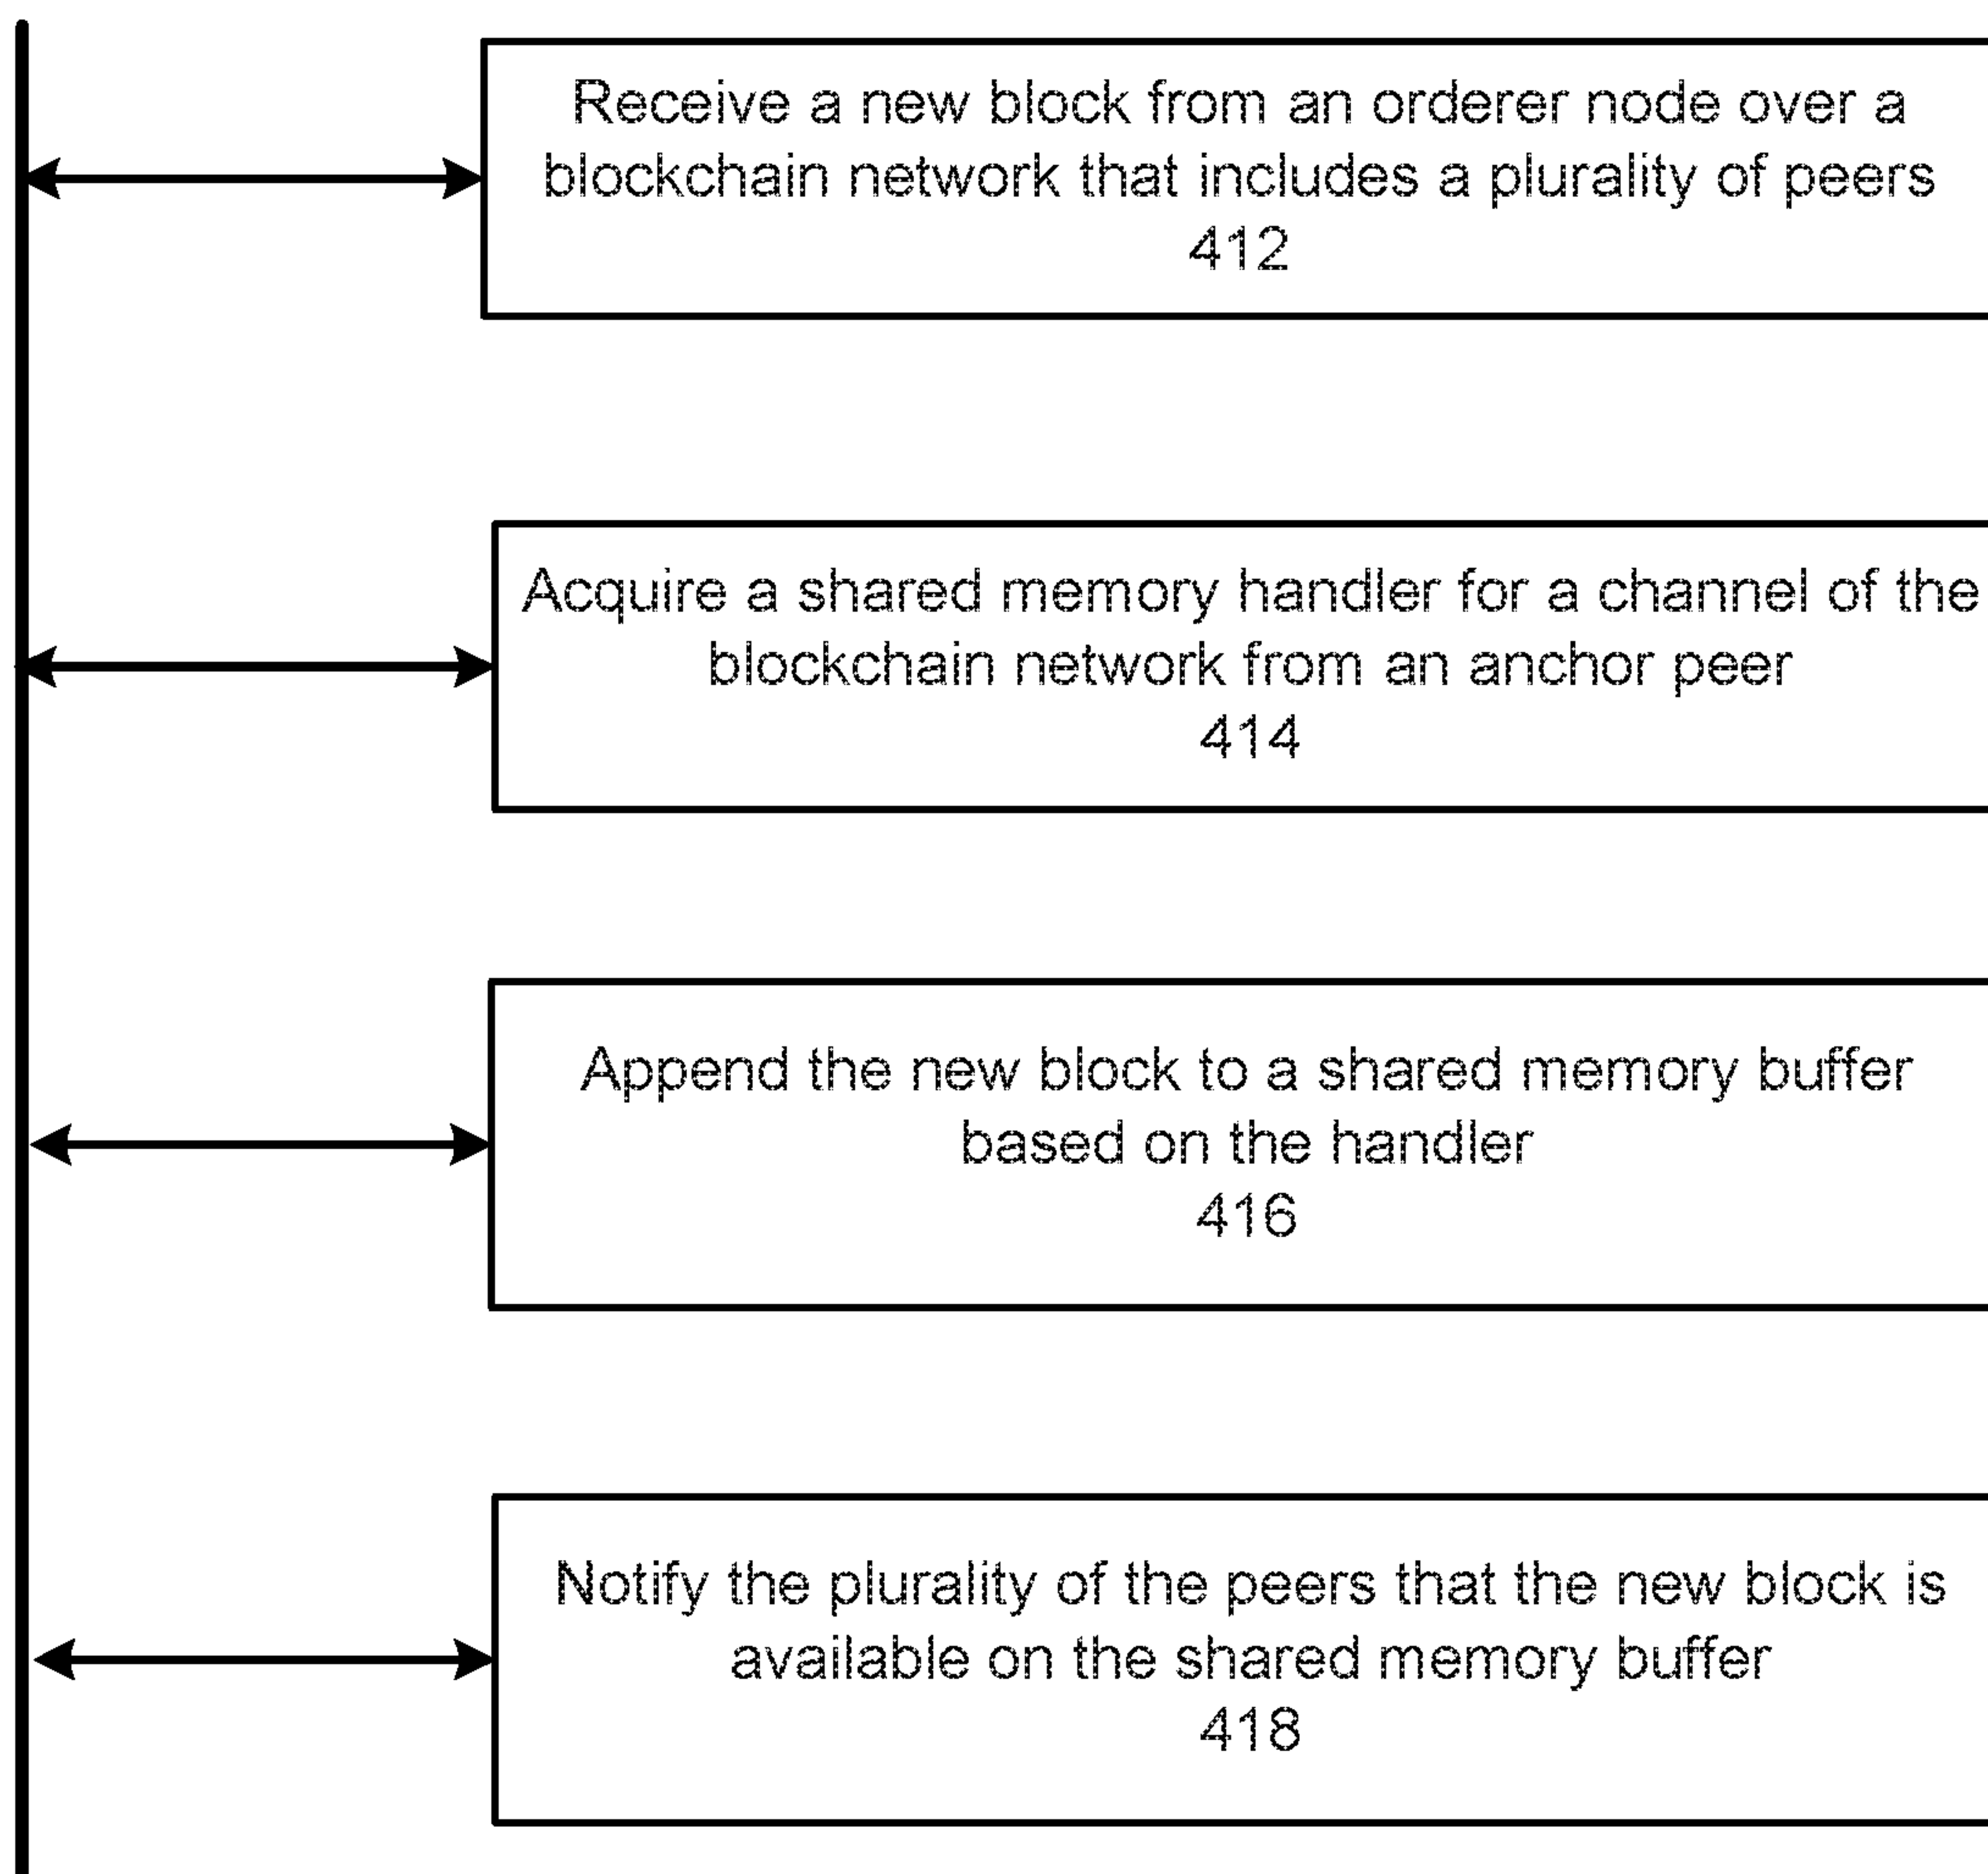 Receive a new block from an orderer node over a
blockchain network that includes a plurality of peers
412
Acquire a shared memory handler for a channel of the
blockchain network from an anchor peer
414
Append the new block to a shared memory buffer
based on the handler
416
Notify the plurality of the peers that the new block is
available on the shared memory buffer
418